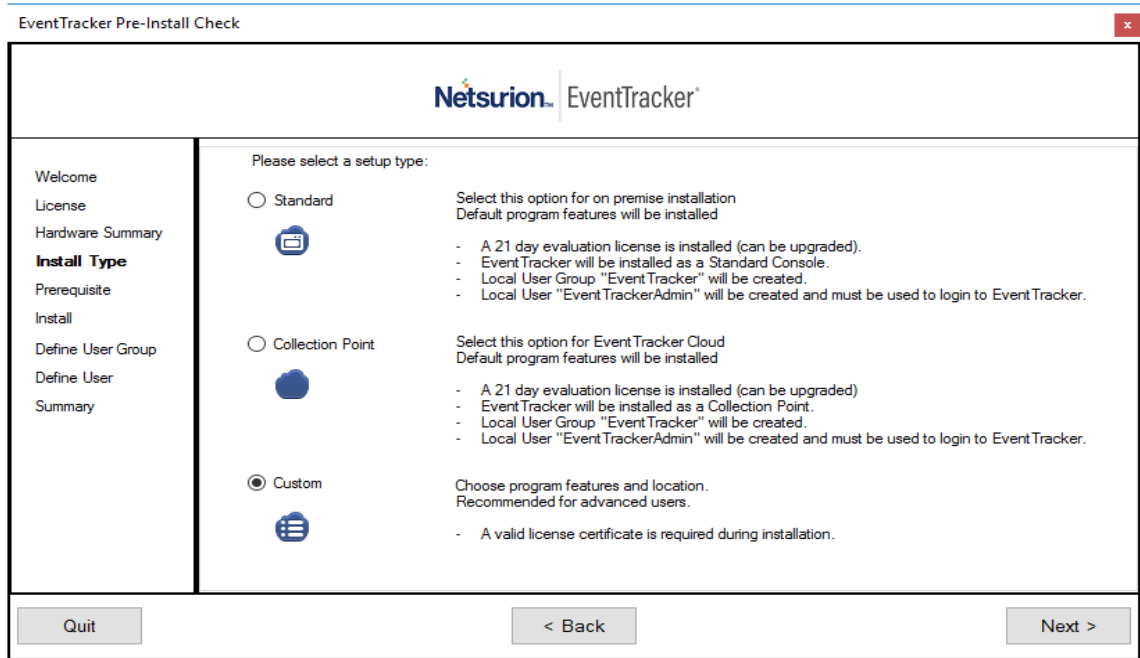 EventTracker Pre-Install Check
x
Netsurion™ EventTracker®
Welcome
License
Hardware Summary
Install Type
Prerequisite
Install
Define User Group
Define User
Summary
Please select a setup type:
Standard
Select this option for on premise installation
Default program features will be installed
- A 21 day evaluation license is installed (can be upgraded).
- EventTracker will be installed as a Standard Console.
- Local User Group "EventTracker" will be created.
- Local User "EventTrackerAdmin" will be created and must be used to login to EventTracker.
Collection Point
Select this option for EventTracker Cloud
Default program features will be installed
- A 21 day evaluation license is installed (can be upgraded)
- EventTracker will be installed as a Collection Point.
- Local User Group "EventTracker" will be created.
- Local User "EventTrackerAdmin" will be created and must be used to login to EventTracker.
Custom
Choose program features and location.
Recommended for advanced users.
- A valid license certificate is required during installation.
Quit
< Back
Next >